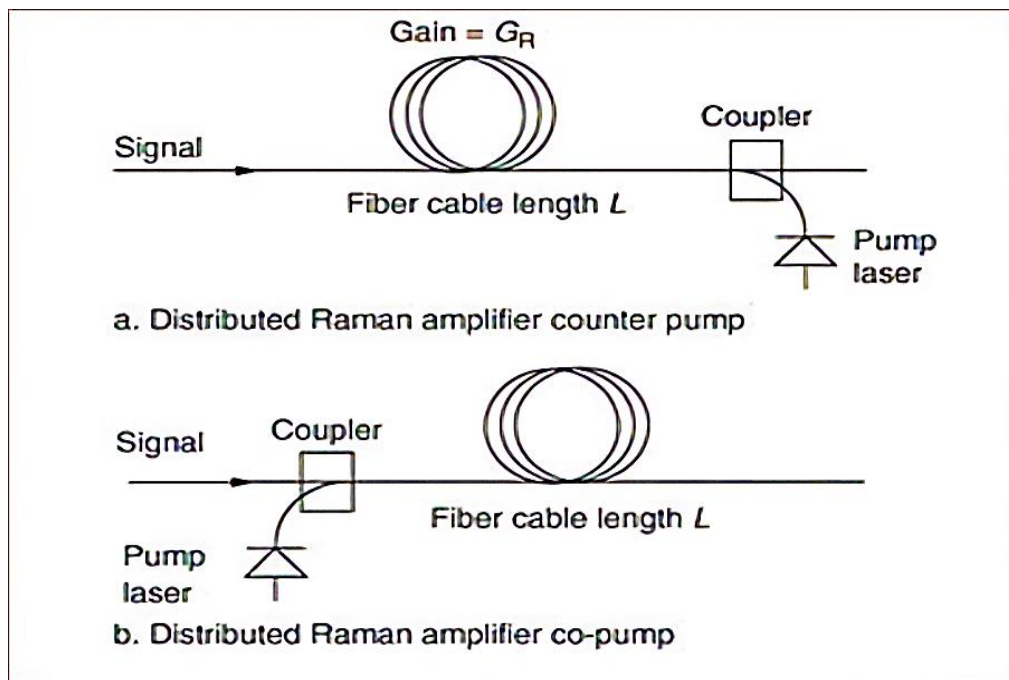 Gain = GR
Coupler
Signal
Fiber cable length L
Pump
laser
a. Distributed Raman amplifier counter pump
Coupler
Signal
Fiber cable length L
Pump
laser
b. Distributed Raman amplifier co-pump